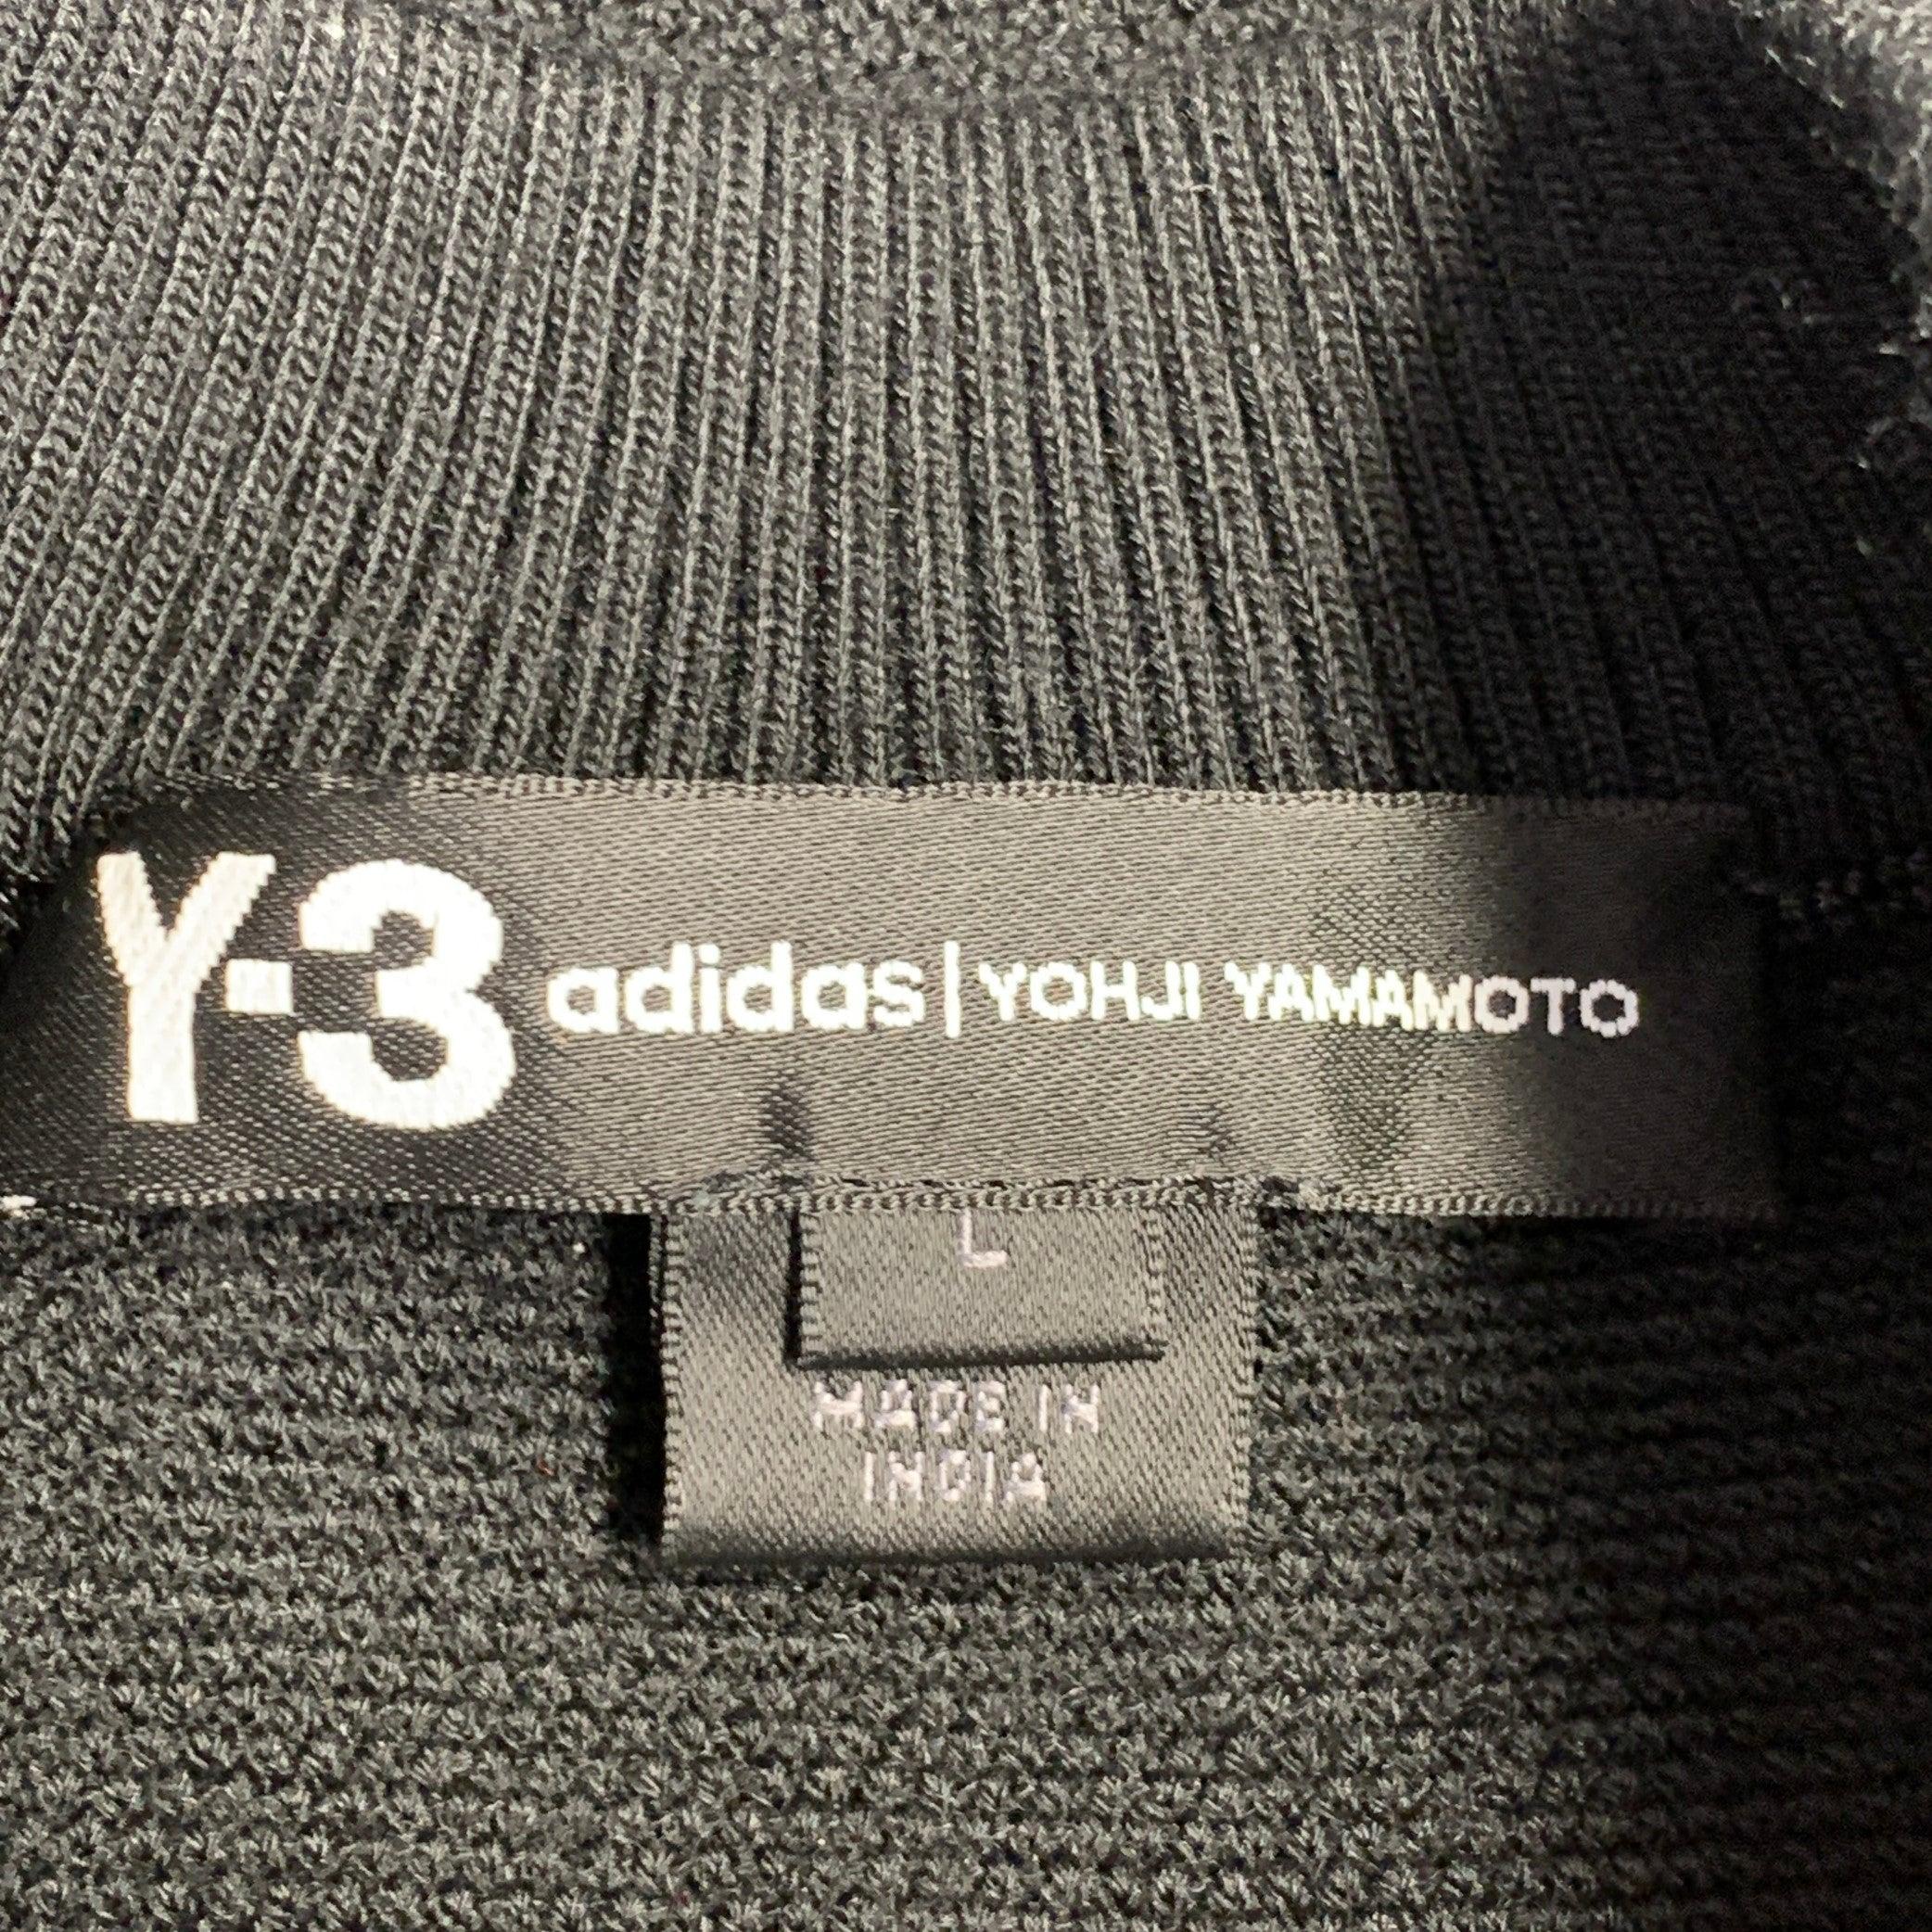 Y-3 adidas | YOHJI YAMAMOTO
L
MADE IN
INDIA